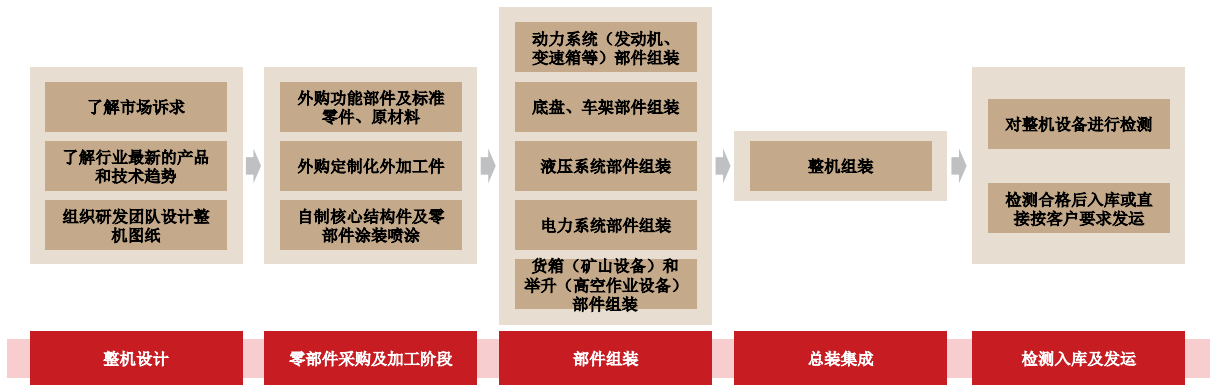 了解市场诉求
了解行业最新的产品
和技术趋势
组织研发团队设计整
机图纸
外购功能部件及标准
零件、原材料
外购定制化外加工件
自制核心结构件及零
部件涂装喷涂
动力系统（发动机、
变速箱等）部件组装
底盘、车架部件组装
液压系统部件组装
电力系统部件组装
货箱（矿山设备）和
举升（高空作业设备）
部件组装
整机组装
对整机设备进行检测
检测合格后入库或直
接按客户要求发运
整机设计
零部件采购及加工阶段
部件组装
总装集成
检测入库及发运